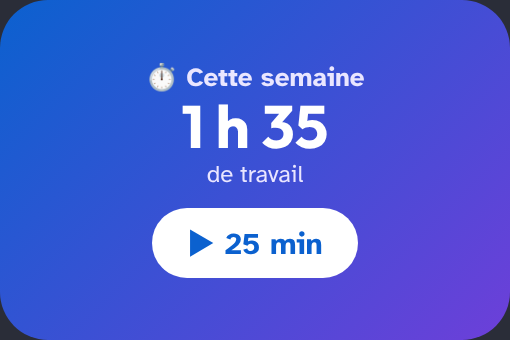 ⏱️ Cette semaine
1 h 35
de travail
▶ 25 min